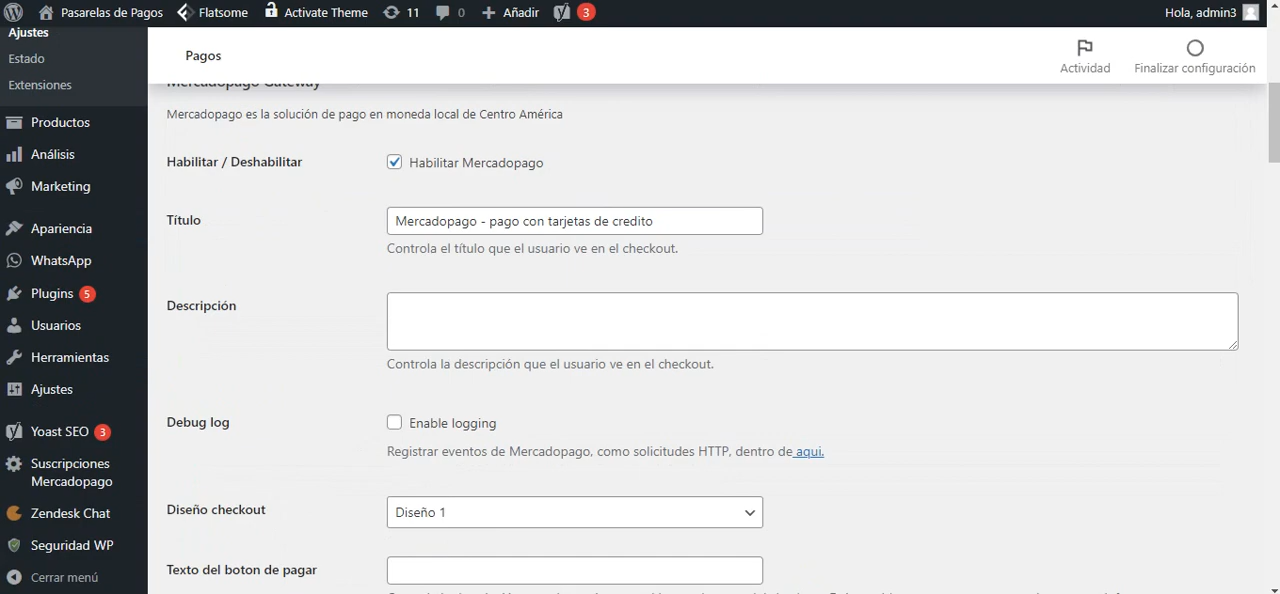 Pasarelas de Pagos Flatsome Activate Theme 11 0 Añadir 3 Hola, admin3
Ajustes
Estado
Extensiones
Productos
Análisis
Marketing
Apariencia
WhatsApp
Plugins 5
Usuarios
Herramientas
Ajustes
Yoast SEO 3
Suscripciones
Mercadopago
Zendesk Chat
Seguridad WP
Cerrar menú
Pagos
Actividad
Finalizar configuración
Mercadopago Gateway
Mercadopago es la solución de pago en moneda local de Centro América
Habilitar / Deshabilitar
Habilitar Mercadopago
Título
Mercadopago - pago con tarjetas de credito
Controla el título que el usuario ve en el checkout.
Descripción
Controla la descripción que el usuario ve en el checkout.
Debug log
Enable logging
Registrar eventos de Mercadopago, como solicitudes HTTP, dentro de aqui.
Diseño checkout
Diseño 1
Texto del boton de pagar